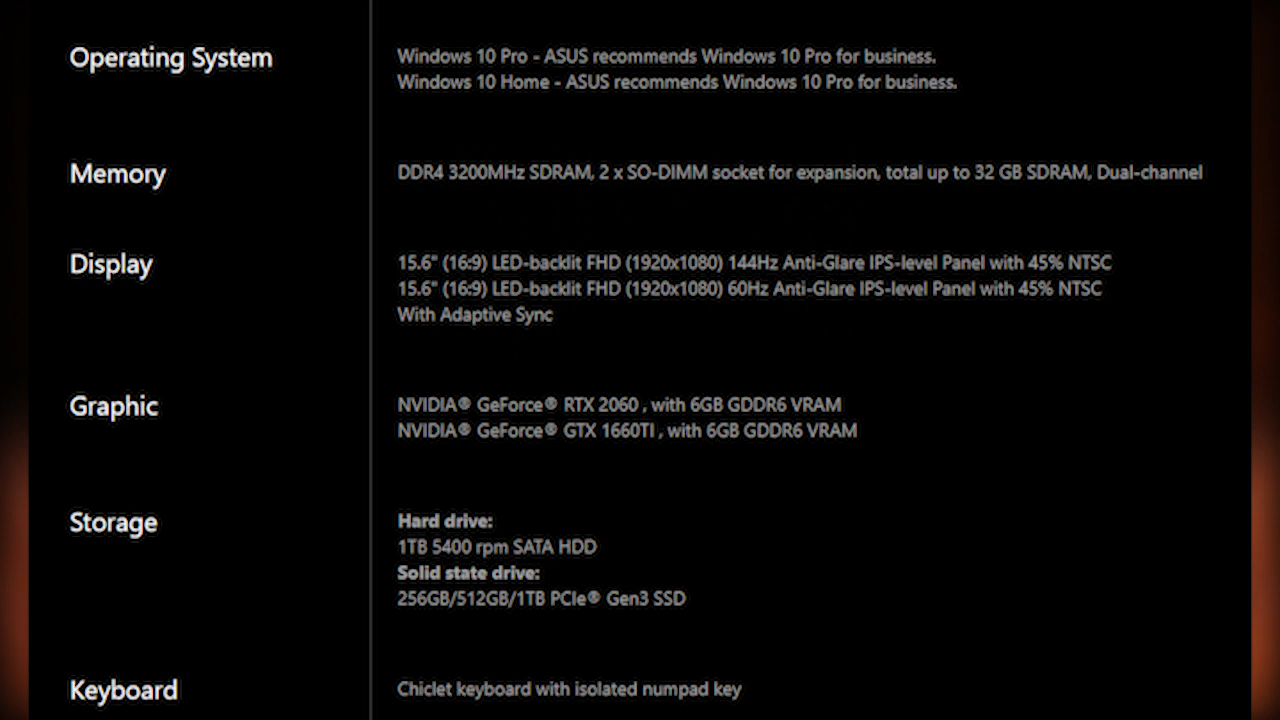 Operating System
Windows 10 Pro - ASUS recommends Windows 10 Pro for business.
Windows 10 Home - ASUS recommends Windows 10 Pro for business.
Memory
DDR4 3200MHz SDRAM, 2 x SO-DIMM socket for expansion, total up to 32 GB SDRAM, Dual-channel
Display
15.6" (16:9) LED-backlit FHD (1920x1080) 144Hz Anti-Glare IPS-level Panel with 45% NTSC
15.6" (16:9) LED-backlit FHD (1920x1080) 60Hz Anti-Glare IPS-level Panel with 45% NTSC
With Adaptive Sync
Graphic
NVIDIA® GeForce® RTX 2060 , with 6GB GDDR6 VRAM
NVIDIA® GeForce® GTX 1660TI , with 6GB GDDR6 VRAM
Storage
Hard drive:
1TB 5400 rpm SATA HDD
Solid state drive:
256GB/512GB/1TB PCIe® Gen3 SSD
Keyboard
Chiclet keyboard with isolated numpad key